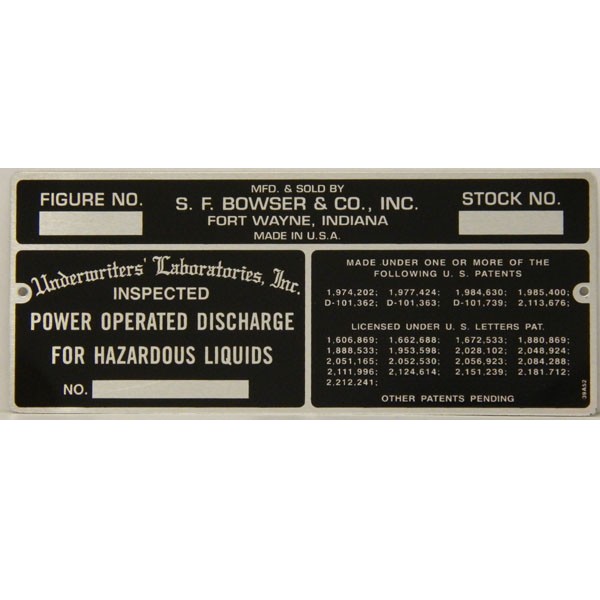 MFD. & SOLD BY
FIGURE NO. S. F. BOWSER & CO., INC. STOCK NO.
FORT WAYNE, INDIANA
MADE IN U.S.A.
Underwriters' Laboratories, Inc.
INSPECTED
POWER OPERATED DISCHARGE
FOR HAZARDOUS LIQUIDS
NO.
MADE UNDER ONE OR MORE OF THE
FOLLOWING U. S. PATENTS
1,974,202; 1,977,424; 1,984,630; 1,985,400;
D-101,362; D-101,363; D-101,739; 2,113,676;
LICENSED UNDER U. S. LETTERS PAT.
1,606,869; 1,662,688; 1,672,533; 1,880,869;
1,888,533; 1,953,598; 2,028,102; 2,048,924;
2,051,165; 2,052,530; 2,056,923; 2,084,288;
2,111,996; 2,124,614; 2,151,239; 2,181.712;
2,212,241;
OTHER PATENTS PENDING
39A52